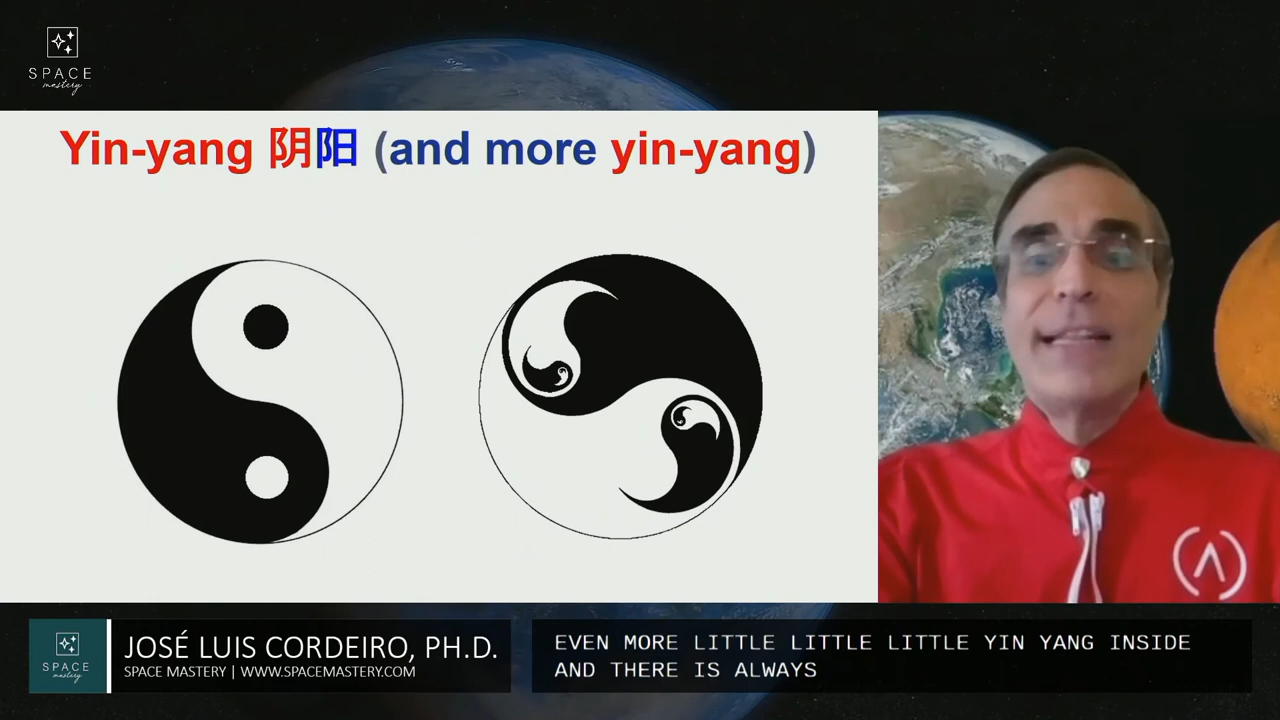 SPACE
mastery
Yin-yang 阴阳 (and more yin-yang)
SPACE
mastery
JOSÉ LUIS CORDEIRO, PH.D.
SPACE MASTERY | WWW.SPACEMASTERY.COM
EVEN MORE LITTLE LITTLE LITTLE YIN YANG INSIDE
AND THERE IS ALWAYS